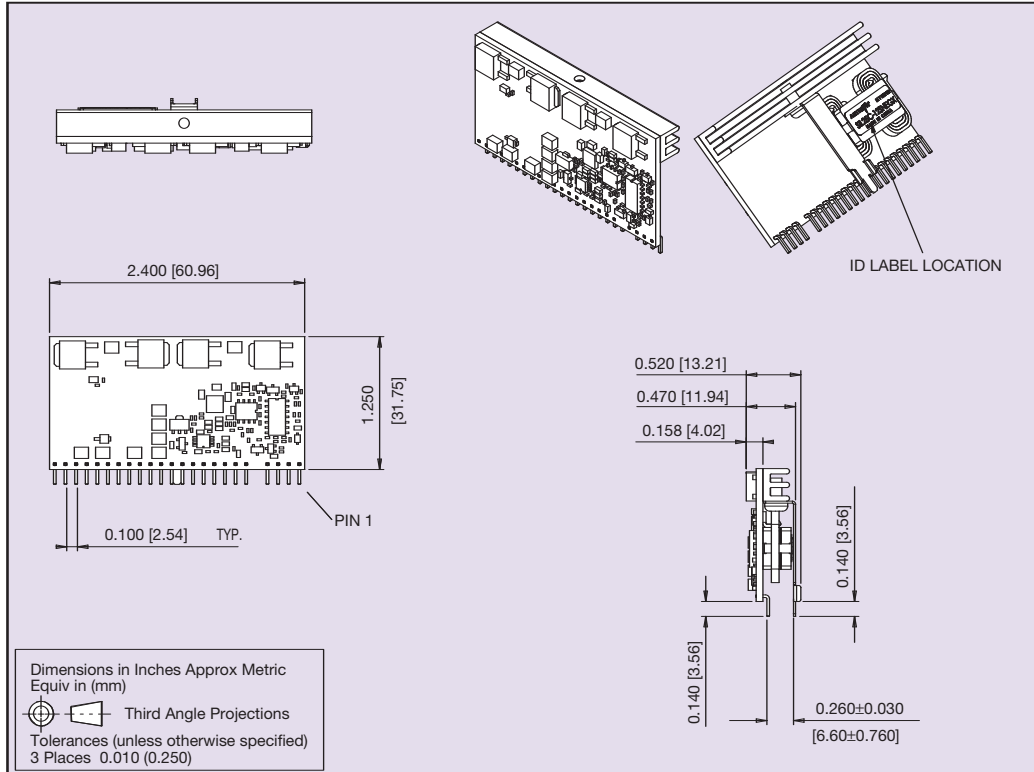 ID LABEL LOCATION
2.400 [60.96]
1.250
[31.75]
PIN 1
0.100 [2.54] TYP.
0.520 [13.21]
0.470 [11.94]
0.158 [4.02]
0.140 [3.56]
0.140 [3.56]
0.260±0.030
[6.60±0.760]
Dimensions in Inches Approx Metric
Equiv in (mm)
Third Angle Projections
Tolerances (unless otherwise specified)
3 Places 0.010 (0.250)